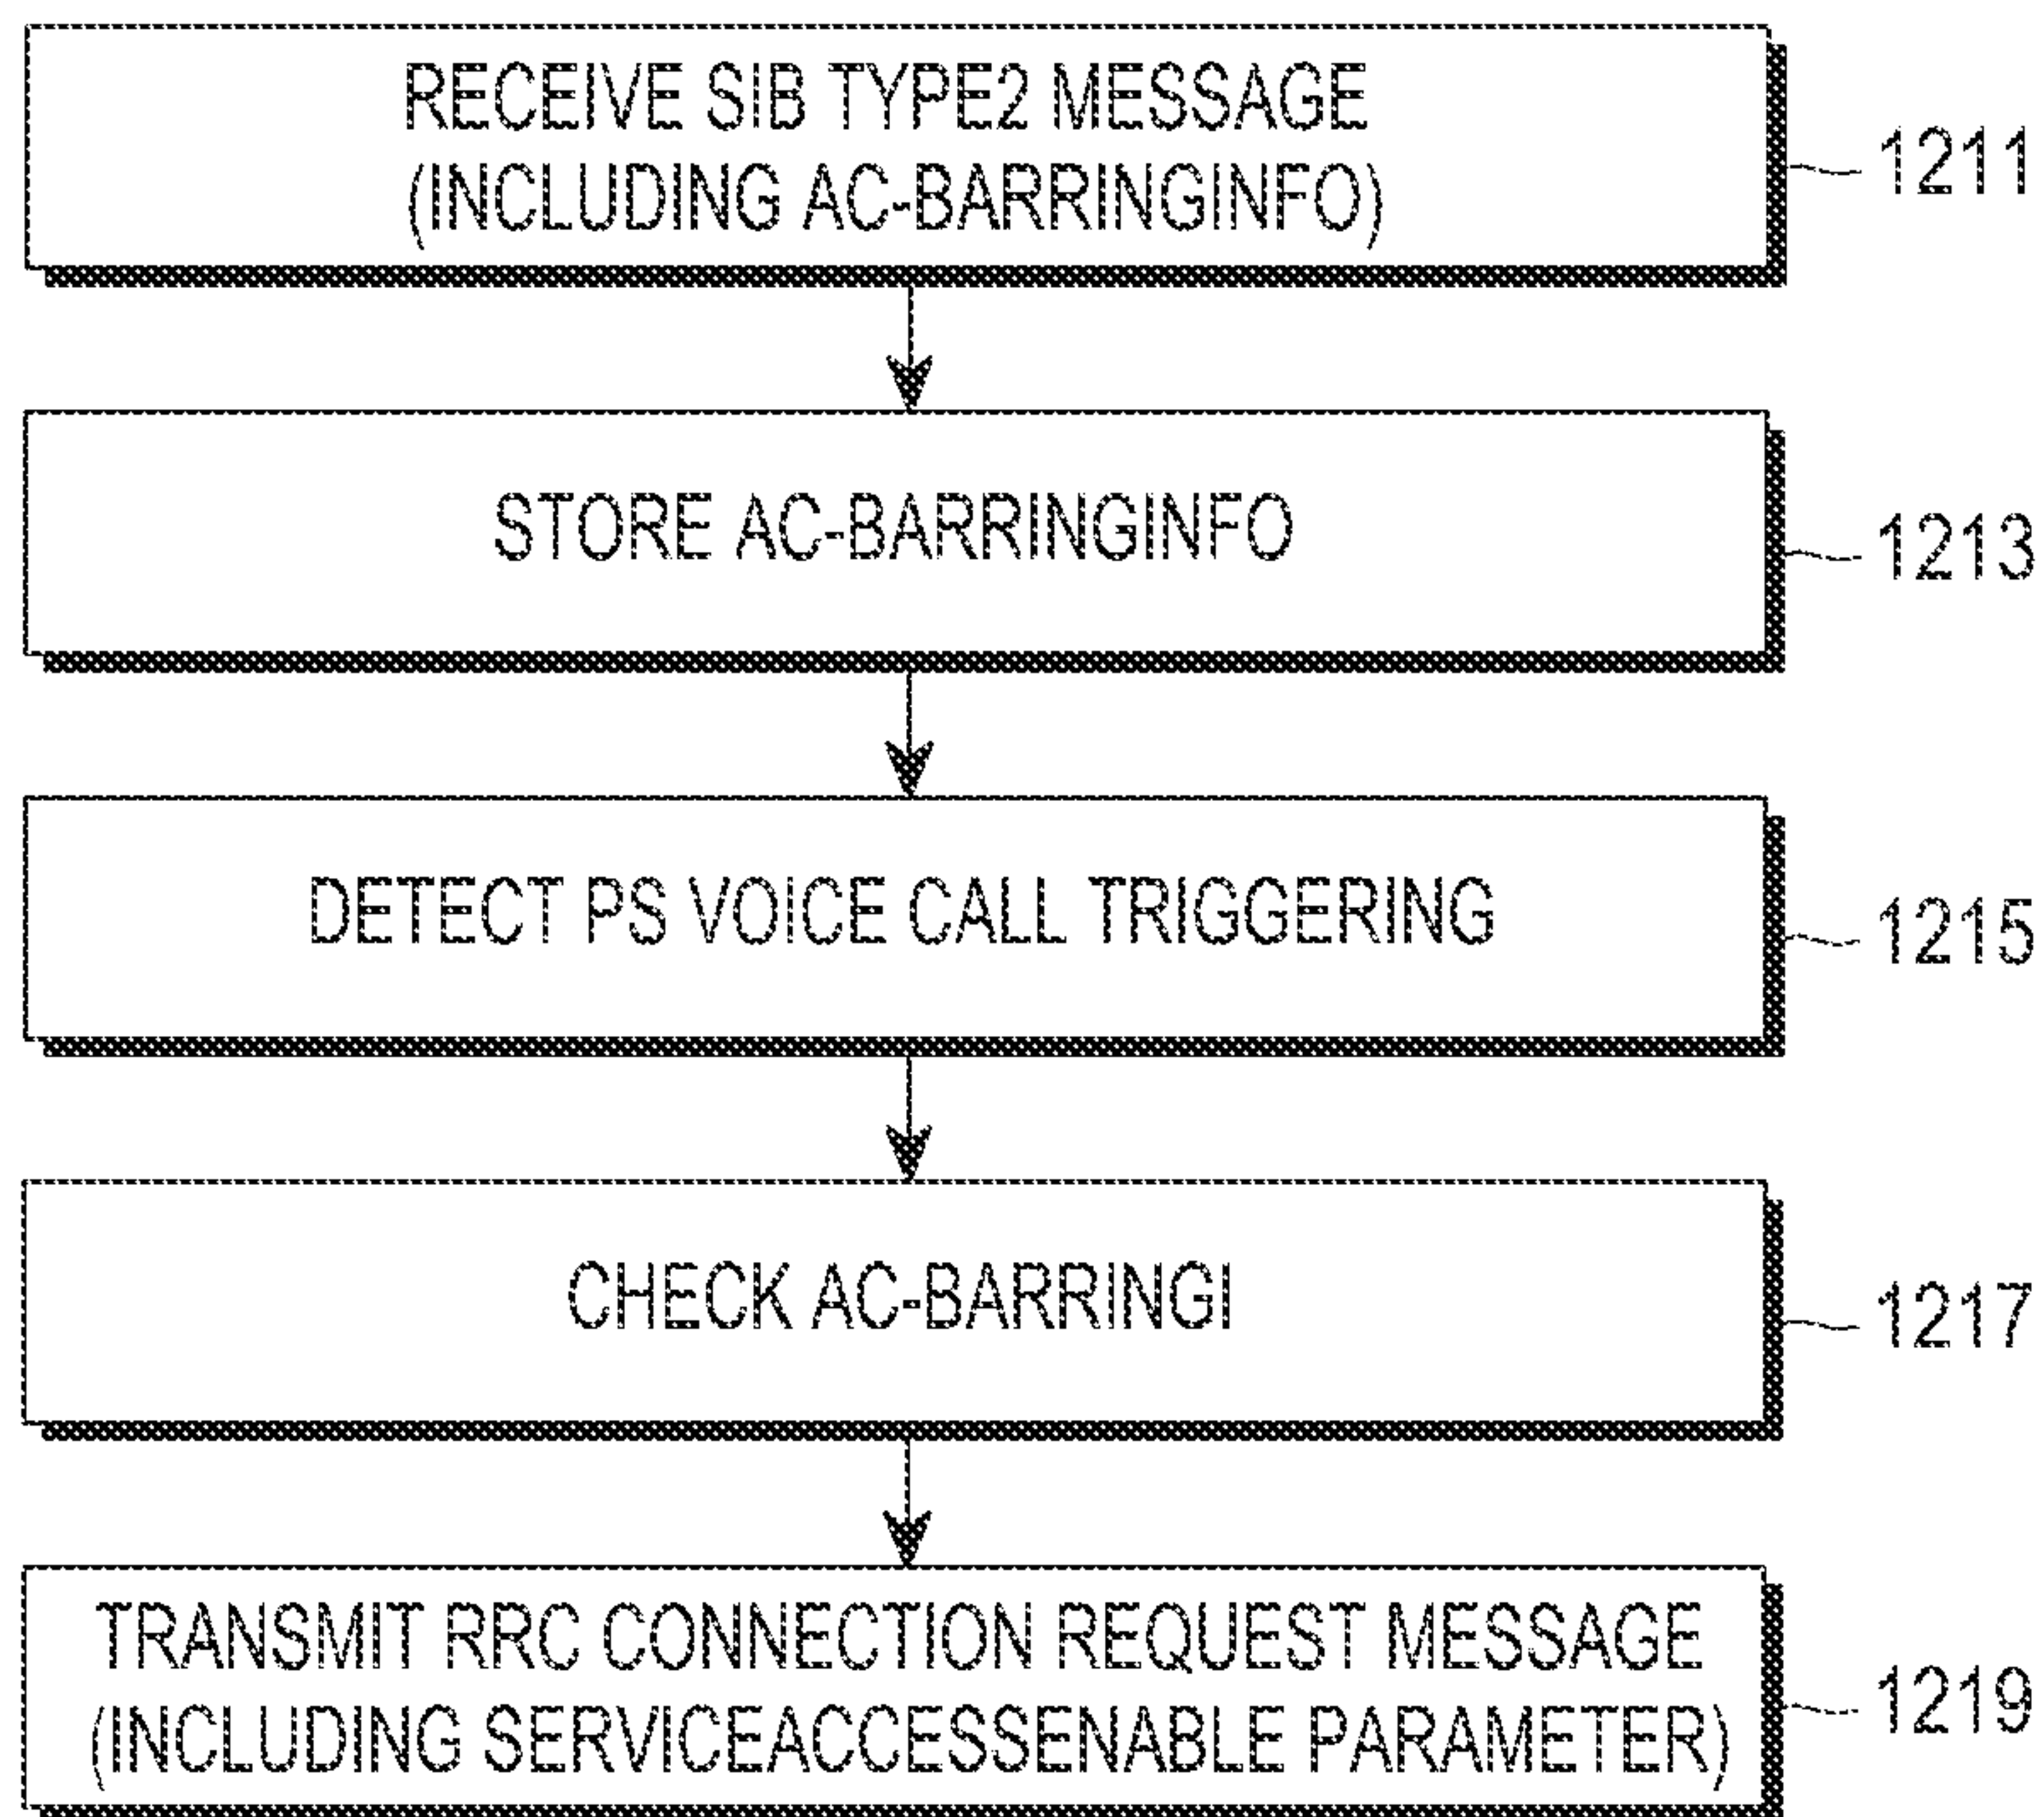 RECEIVE SIB TYPE2 MESSAGE
(INCLUDING AC-BARRINGINFO)
1211
STORE AC-BARRINGINFO
1213
DETECT PS VOICE CALL TRIGGERING
1215
CHECK AC-BARRINGI
1217
TRANSMIT RRC CONNECTION REQUEST MESSAGE
(INCLUDING SERVICEACCESSENABLE PARAMETER)
1219